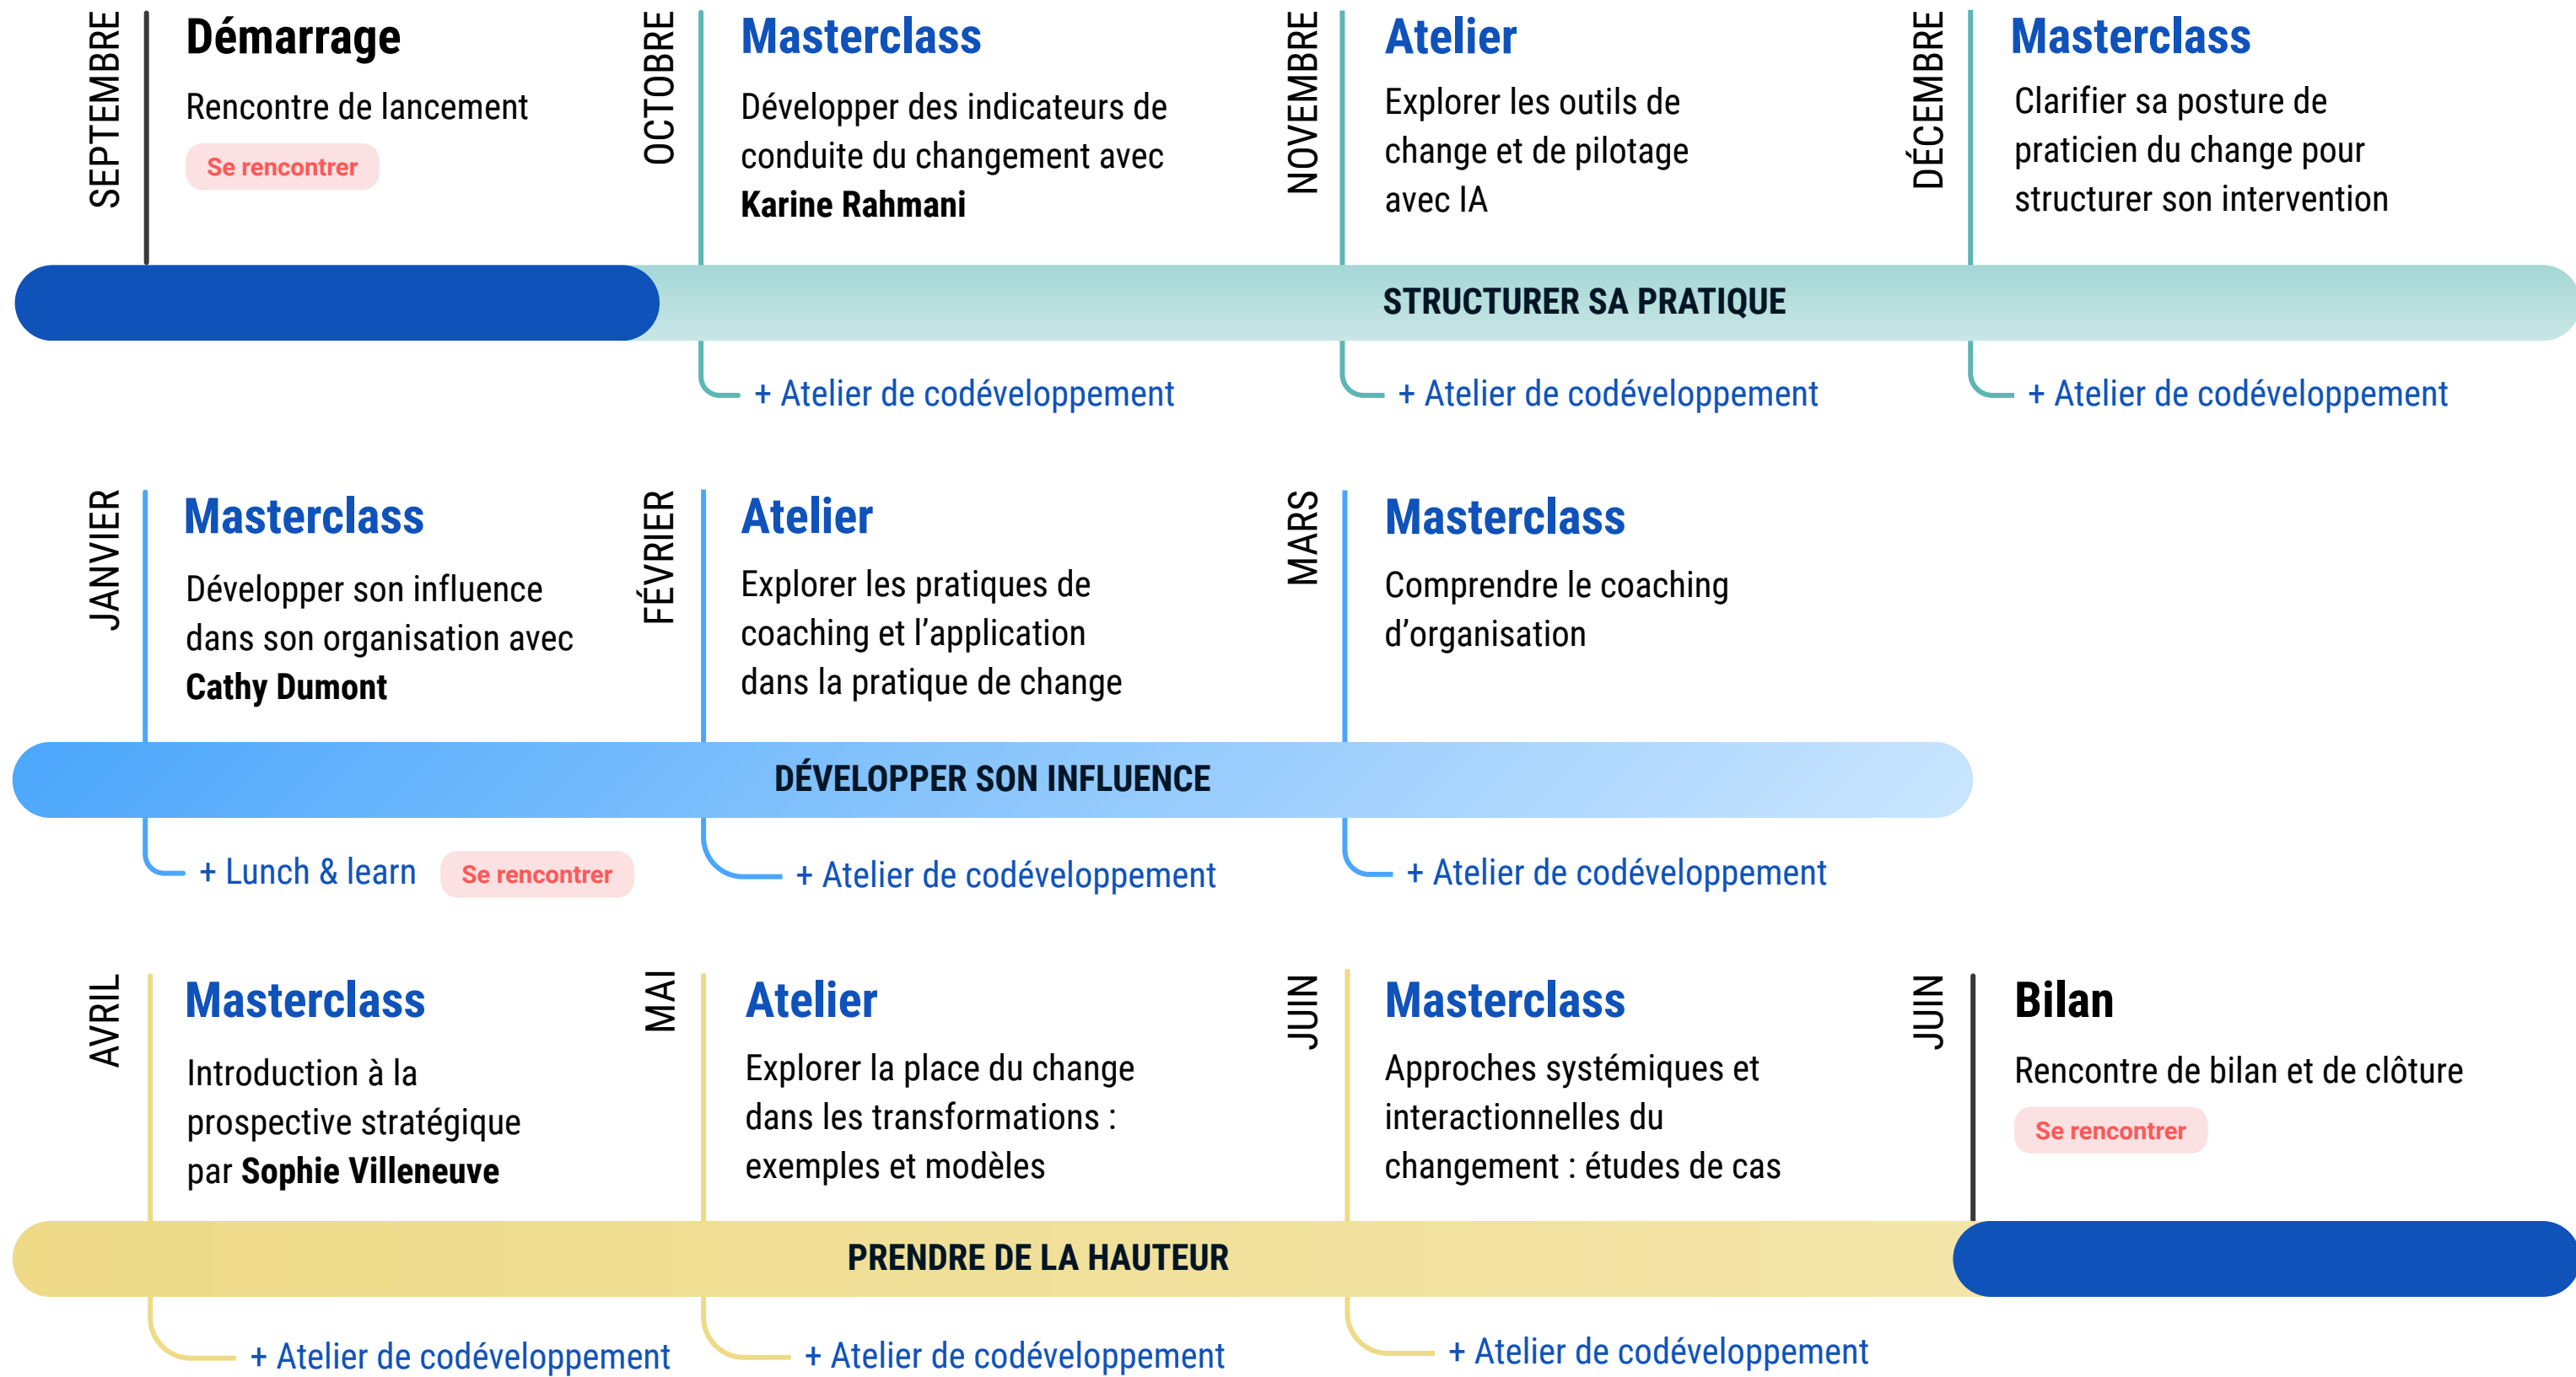 SEPTEMBRE
Démarrage
Rencontre de lancement
Se rencontrer
OCTOBRE
Masterclass
Développer des indicateurs de
conduite du changement avec
Karine Rahmani
NOVEMBRE
Atelier
Explorer les outils de
change et de pilotage
avec IA
DÉCEMBRE
Masterclass
Clarifier sa posture de
praticien du change pour
structurer son intervention
STRUCTURER SA PRATIQUE
+ Atelier de codéveloppement
+ Atelier de codéveloppement
+ Atelier de codéveloppement
JANVIER
Masterclass
Développer son influence
dans son organisation avec
Cathy Dumont
FÉVRIER
Atelier
Explorer les pratiques de
coaching et l’application
dans la pratique de change
MARS
Masterclass
Comprendre le coaching
d’organisation
DÉVELOPPER SON INFLUENCE
+ Lunch & learn
Se rencontrer
+ Atelier de codéveloppement
+ Atelier de codéveloppement
AVRIL
Masterclass
Introduction à la
prospective stratégique
par Sophie Villeneuve
MAI
Atelier
Explorer la place du change
dans les transformations :
exemples et modèles
JUIN
Masterclass
Approches systémiques et
interactionnelles du
changement : études de cas
JUIN
Bilan
Rencontre de bilan et de clôture
Se rencontrer
PRENDRE DE LA HAUTEUR
+ Atelier de codéveloppement
+ Atelier de codéveloppement
+ Atelier de codéveloppement